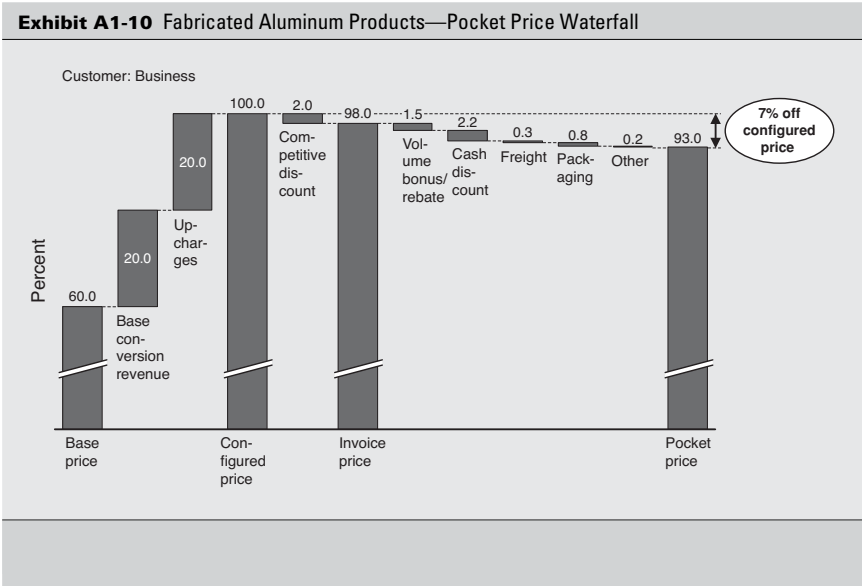 Exhibit A1-10 Fabricated Aluminum Products—Pocket Price Waterfall
Customer: Business
Percent
60.0
20.0
Base
con-
version
revenue
20.0
Up-
char-
ges
100.0
2.0
Com-
petitive
dis-
count
98.0
1.5
Vol-
ume
bonus/
rebate
2.2
Cash
dis-
count
0.3
Freight
0.8
Pack-
aging
0.2
Other
93.0
7% off
configured
price
Base
price
Con-
figured
price
Invoice
price
Pocket
price